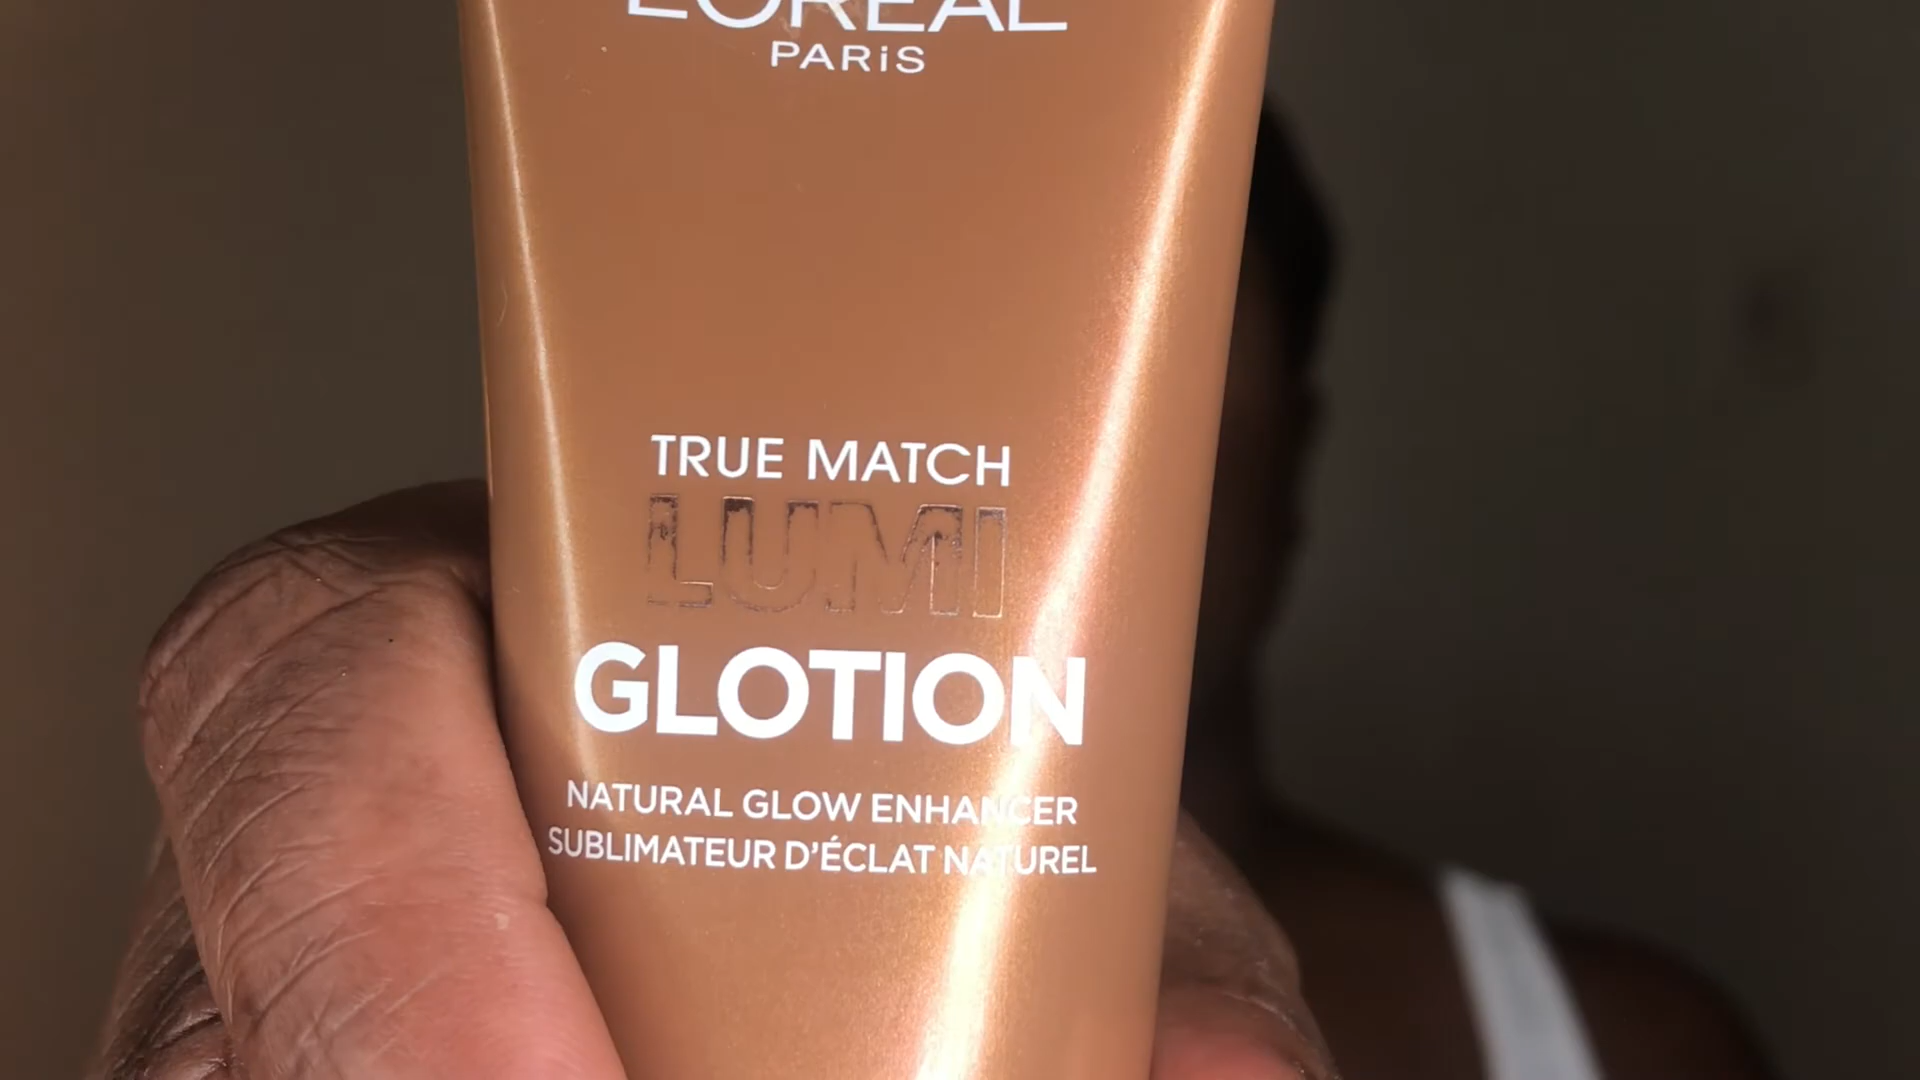 L'ORÉAL
PARiS
TRUE MATCH
LUMI
GLOTION
NATURAL GLOW ENHANCER
SUBLIMATEUR D'ÉCLAT NATUREL